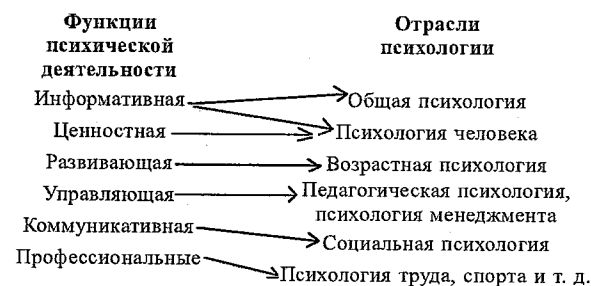 Функции
психической
деятельности
Отрасли
психологии
Информативная
Общая психология
Ценностная
Психология человека
Развивающая
Возрастная психология
Управляющая
Педагогическая психология,
психология менеджмента
Коммуникативная
Социальная психология
Профессиональные
Психология труда, спорта и т. д.